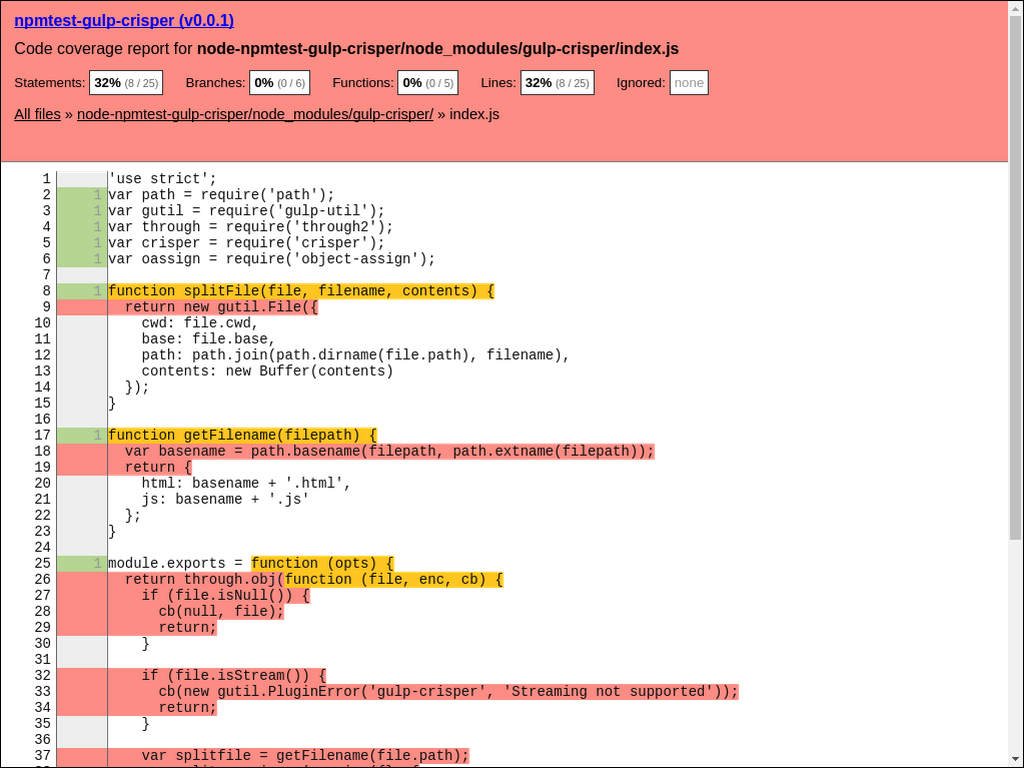 npmtest-gulp-crisper (v0.0.1)
Code coverage report for node-npmtest-gulp-crisper/node_modules/gulp-crisper/index.js
Statements: 32% (8 / 25) Branches: 0% (0 / 6) Functions: 0% (0 / 5) Lines: 32% (8 / 25) Ignored: none
All files » node-npmtest-gulp-crisper/node_modules/gulp-crisper/ » index.js
1 'use strict';
2 1 var path = require('path');
3 1 var gutil = require('gulp-util');
4 1 var through = require('through2');
5 1 var crisper = require('crisper');
6 1 var oassign = require('object-assign');
7
8 1 function splitFile(file, filename, contents) {
9 return new gutil.File({
10 cwd: file.cwd,
11 base: file.base,
12 path: path.join(path.dirname(file.path), filename),
13 contents: new Buffer(contents)
14 });
15 }
16
17 1 function getFilename(filepath) {
18 var basename = path.basename(filepath, path.extname(filepath));
19 return {
20 html: basename + '.html',
21 js: basename + '.js'
22 };
23 }
24
25 1 module.exports = function (opts) {
26 return through.obj(function (file, enc, cb) {
27 if (file.isNull()) {
28 cb(null, file);
29 return;
30 }
31
32 if (file.isStream()) {
33 cb(new gutil.PluginError('gulp-crisper', 'Streaming not supported'));
34 return;
35 }
36
37 var splitfile = getFilename(file.path);